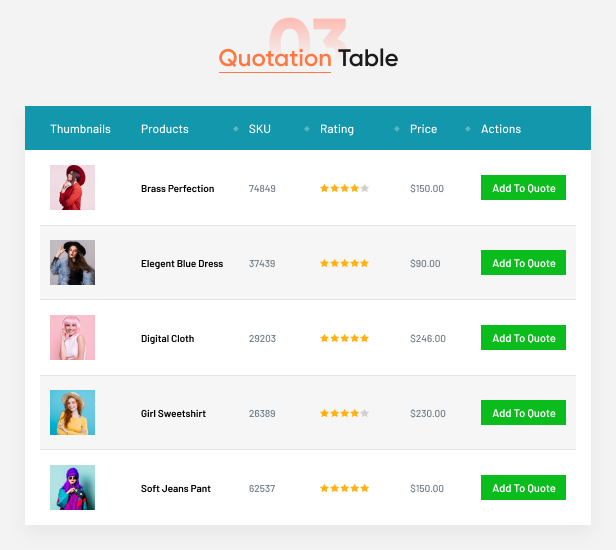 03
Quotation Table
Thumbnails Products SKU Rating Price Actions
Brass Perfection 74849 $150.00 Add To Quote
Elegent Blue Dress 37439 $90.00 Add To Quote
Digital Cloth 29203 $246.00 Add To Quote
Girl Sweetshirt 26389 $230.00 Add To Quote
Soft Jeans Pant 62537 $150.00 Add To Quote